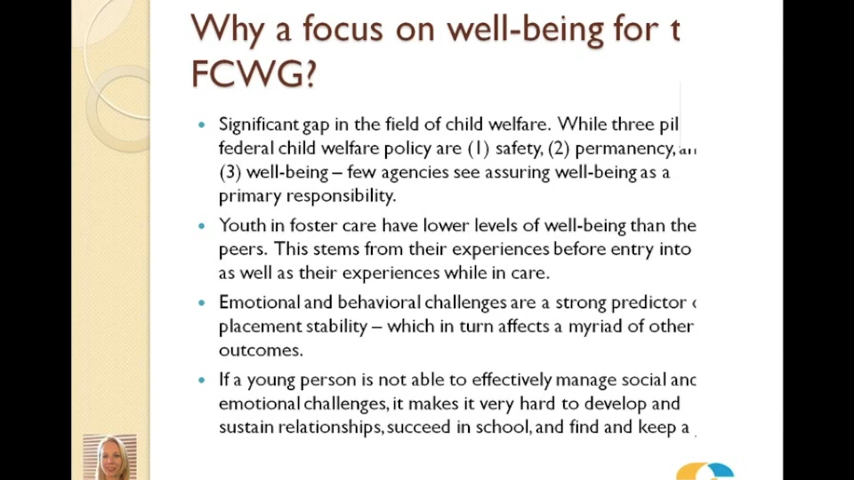 Why a focus on well-being for t
FCWG?
Significant gap in the field of child welfare. While three pil
federal child welfare policy are (1) safety, (2) permanency,
(3) well-being – few agencies see assuring well-being as a
primary responsibility.
Youth in foster care have lower levels of well-being than the
peers. This stems from their experiences before entry into
as well as their experiences while in care.
Emotional and behavioral challenges are a strong predictor
placement stability – which in turn affects a myriad of other
outcomes.
If a young person is not able to effectively manage social and
emotional challenges, it makes it very hard to develop and
sustain relationships, succeed in school, and find and keep a